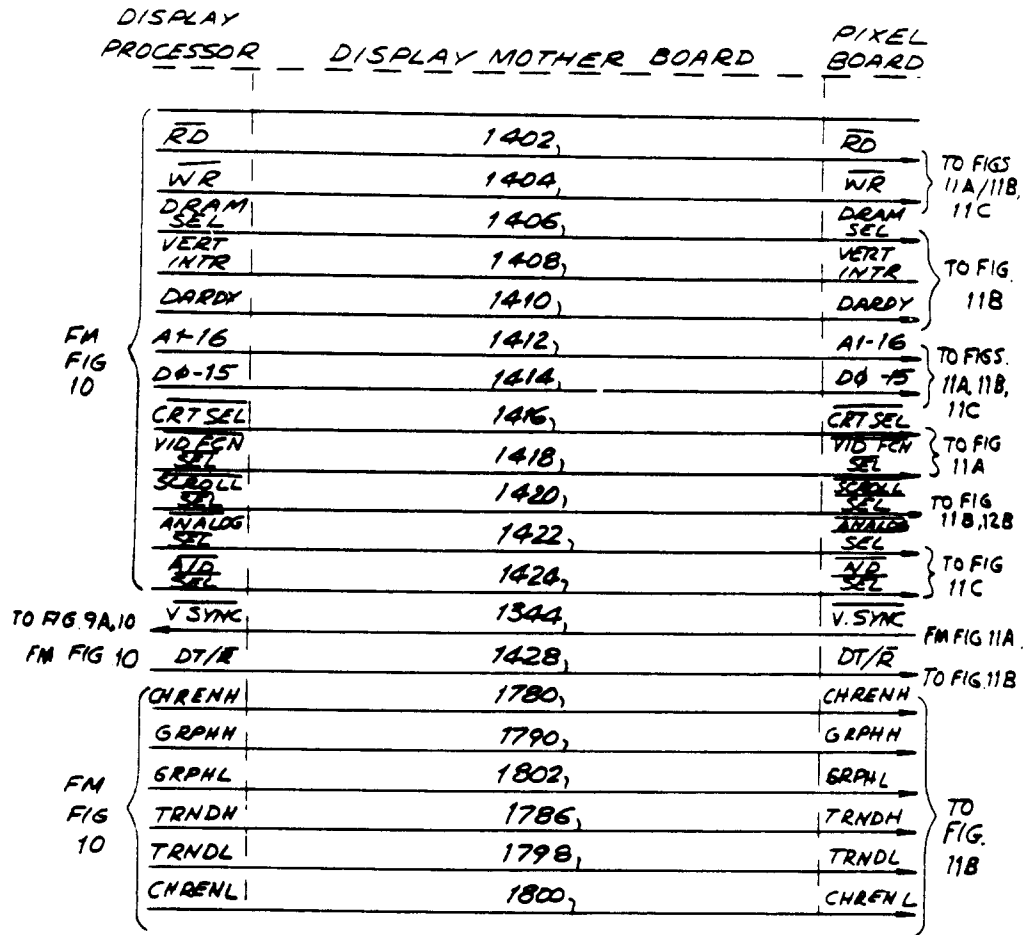 DISPLAY PROCESSOR
DISPLAY MOTHER BOARD
PIXEL BOARD
RD 1402 RD
WR 1404 WR
TO FIGS 11A/11B, 11C
DRAM SEL 1406 DRAM SEL
VERT INTR 1408 VERT INTR
DARDY 1410 DARDY
TO FIG. 11B
FM FIG 10
A1-16 1412 A1-16
DØ-15 1414 DØ-15
TO FIGS. 11A, 11B, 11C
CRT SEL 1416 CRT SEL
VID FCN SEL 1418 VID FCN SEL
TO FIG 11A
SCROLL SEL 1420 SCROLL SEL
TO FIG 11B, 12B
ANALOG SEL 1422 ANALOG SEL
A/D SEL 1424 A/D SEL
TO FIG 11C
TO FIG. 9A, 10 V SYNC 1344 V. SYNC FM FIG 11A
FM FIG 10 DT/R 1428 DT/R TO FIG. 11B
CHRENH 1780 CHRENH
GRPHH 1790 GRPHH
GRPHL 1802 GRPHL
FM FIG 10
TRNDH 1786 TRNDH
TRNDL 1798 TRNDL
TO FIG. 11B
CHRENL 1800 CHRENL